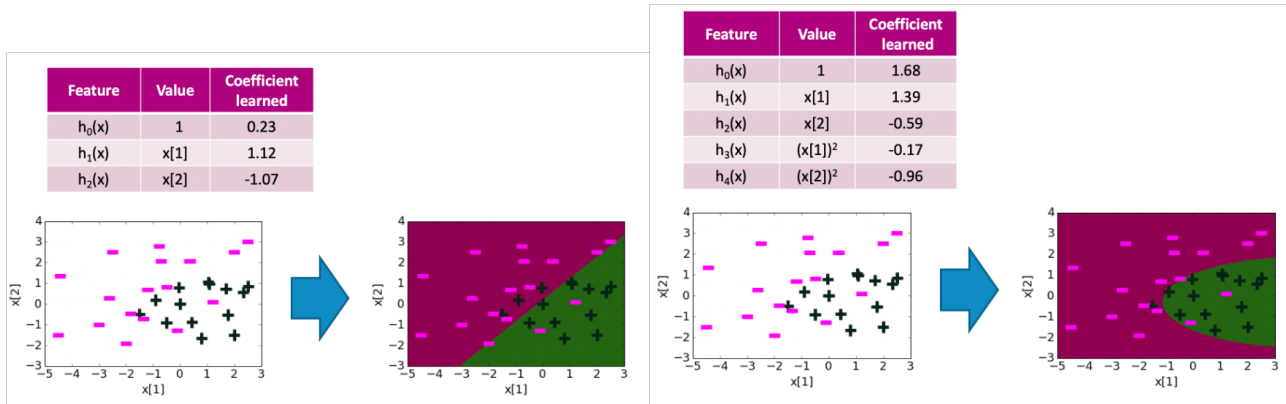 Feature Value Coefficient learned
h₀(x) 1 0.23
h₁(x) x[1] 1.12
h₂(x) x[2] -1.07
4
3
2
1
0
−1
−2
−3
x[2]
−5 −4 −3 −2 −1 0 1 2 3
x[1]
4
3
2
1
0
−1
−2
−3
x[2]
−5 −4 −3 −2 −1 0 1 2 3
x[1]
Feature Value Coefficient learned
h₀(x) 1 1.68
h₁(x) x[1] 1.39
h₂(x) x[2] -0.59
h₃(x) (x[1])² -0.17
h₄(x) (x[2])² -0.96
4
3
2
1
0
−1
−2
−3
x[2]
−5 −4 −3 −2 −1 0 1 2 3
x[1]
4
3
2
1
0
−1
−2
−3
x[2]
−5 −4 −3 −2 −1 0 1 2 3
x[1]